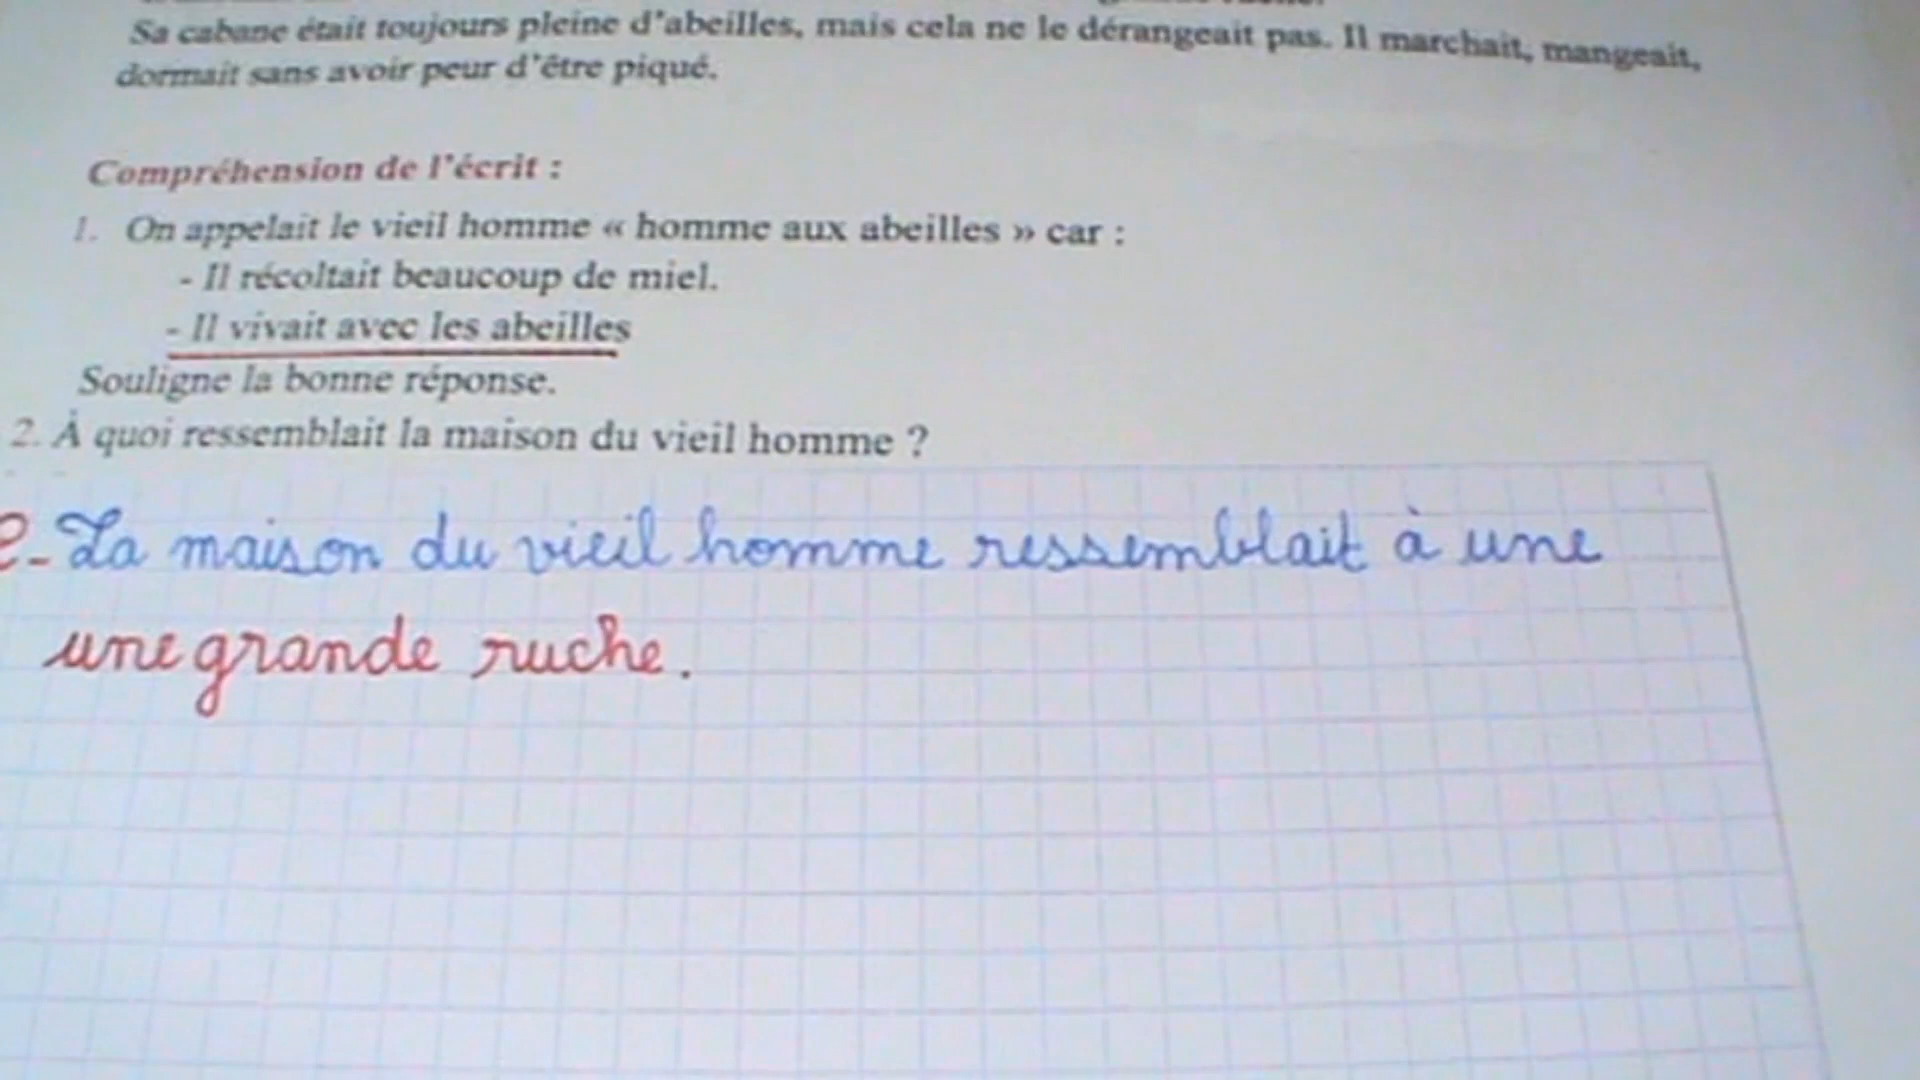 Sa cabane était toujours pleine d'abeilles, mais cela ne le dérangeait pas. Il marchait, mangeait,
dormait sans avoir peur d'être piqué.
Compréhension de l'écrit :
1. On appelait le vieil homme « homme aux abeilles » car :
- Il récoltait beaucoup de miel.
- Il vivait avec les abeilles
Souligne la bonne réponse.
2. À quoi ressemblait la maison du vieil homme ?
2- La maison du vieil homme ressemblait à une
une grande ruche.